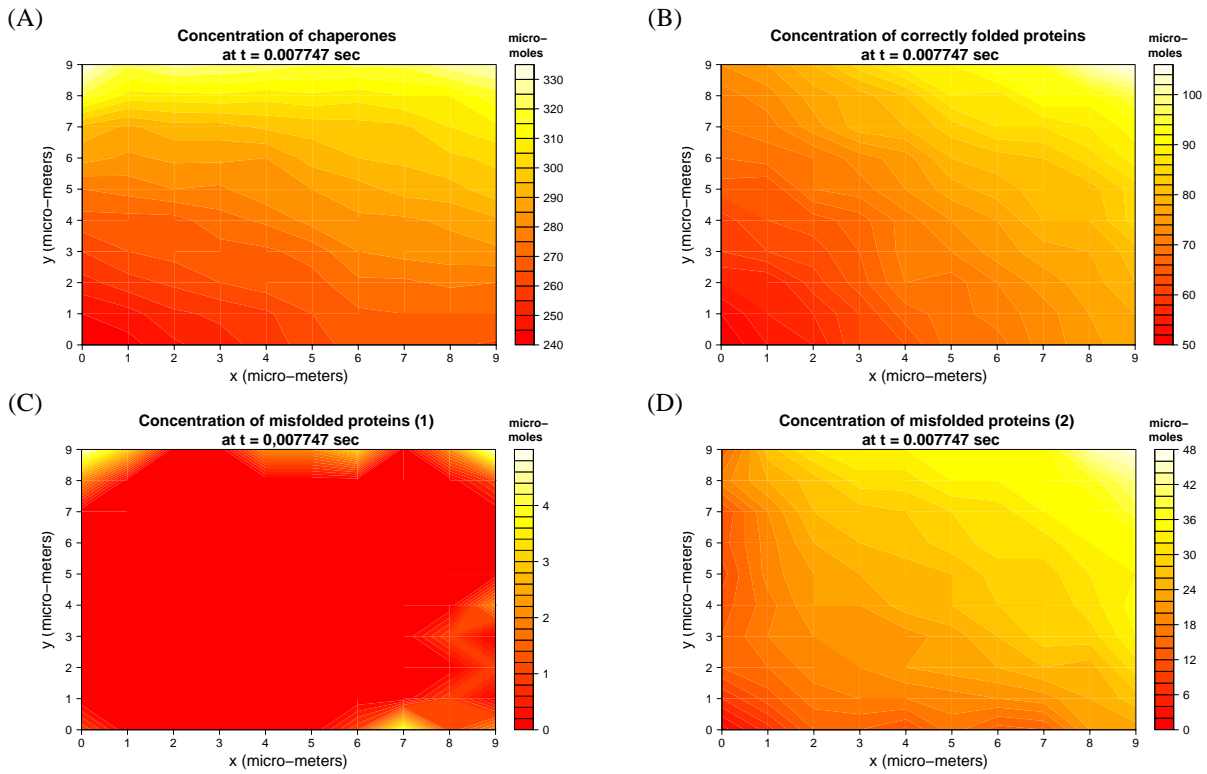 (A)
Concentration of chaperones
at t = 0.007747 sec
micro−
moles
9
8
7
6
5
4
3
2
1
0
y (micro−meters)
0 1 2 3 4 5 6 7 8 9
x (micro−meters)
330
320
310
300
290
280
270
260
250
240
(B)
Concentration of correctly folded proteins
at t = 0.007747 sec
micro−
moles
9
8
7
6
5
4
3
2
1
0
y (micro−meters)
0 1 2 3 4 5 6 7 8 9
x (micro−meters)
100
90
80
70
60
50
(C)
Concentration of misfolded proteins (1)
at t = 0,007747 sec
micro−
moles
9
8
7
6
5
4
3
2
1
0
y (micro−meters)
0 1 2 3 4 5 6 7 8 9
x (micro−meters)
4
3
2
1
0
(D)
Concentration of misfolded proteins (2)
at t = 0.007747 sec
micro−
moles
9
8
7
6
5
4
3
2
1
0
y (micro−meters)
0 1 2 3 4 5 6 7 8 9
x (micro−meters)
48
42
36
30
24
18
12
6
0